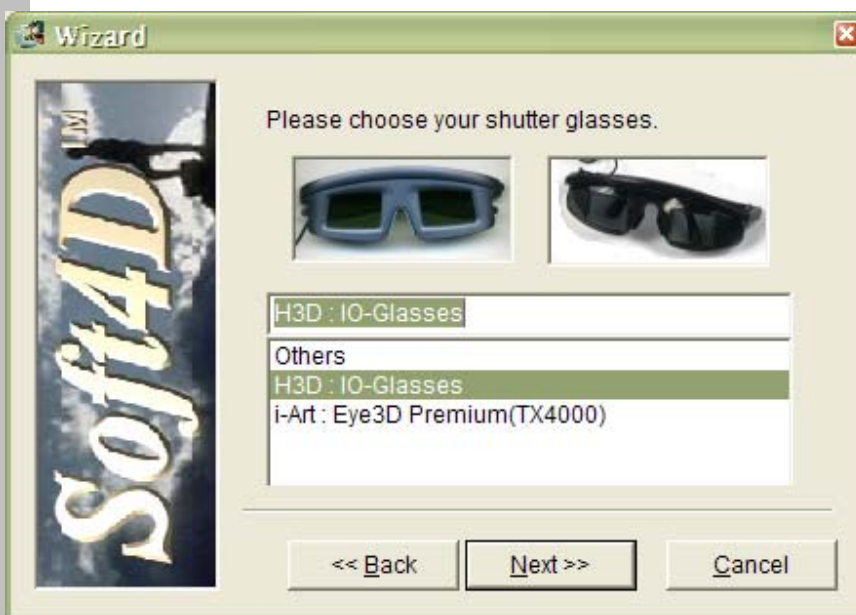 Wizard
Soft4D™
Please choose your shutter glasses.
H3D : IO-Glasses
Others
H3D : IO-Glasses
i-Art : Eye3D Premium(TX4000)
<< Back
Next >>
Cancel